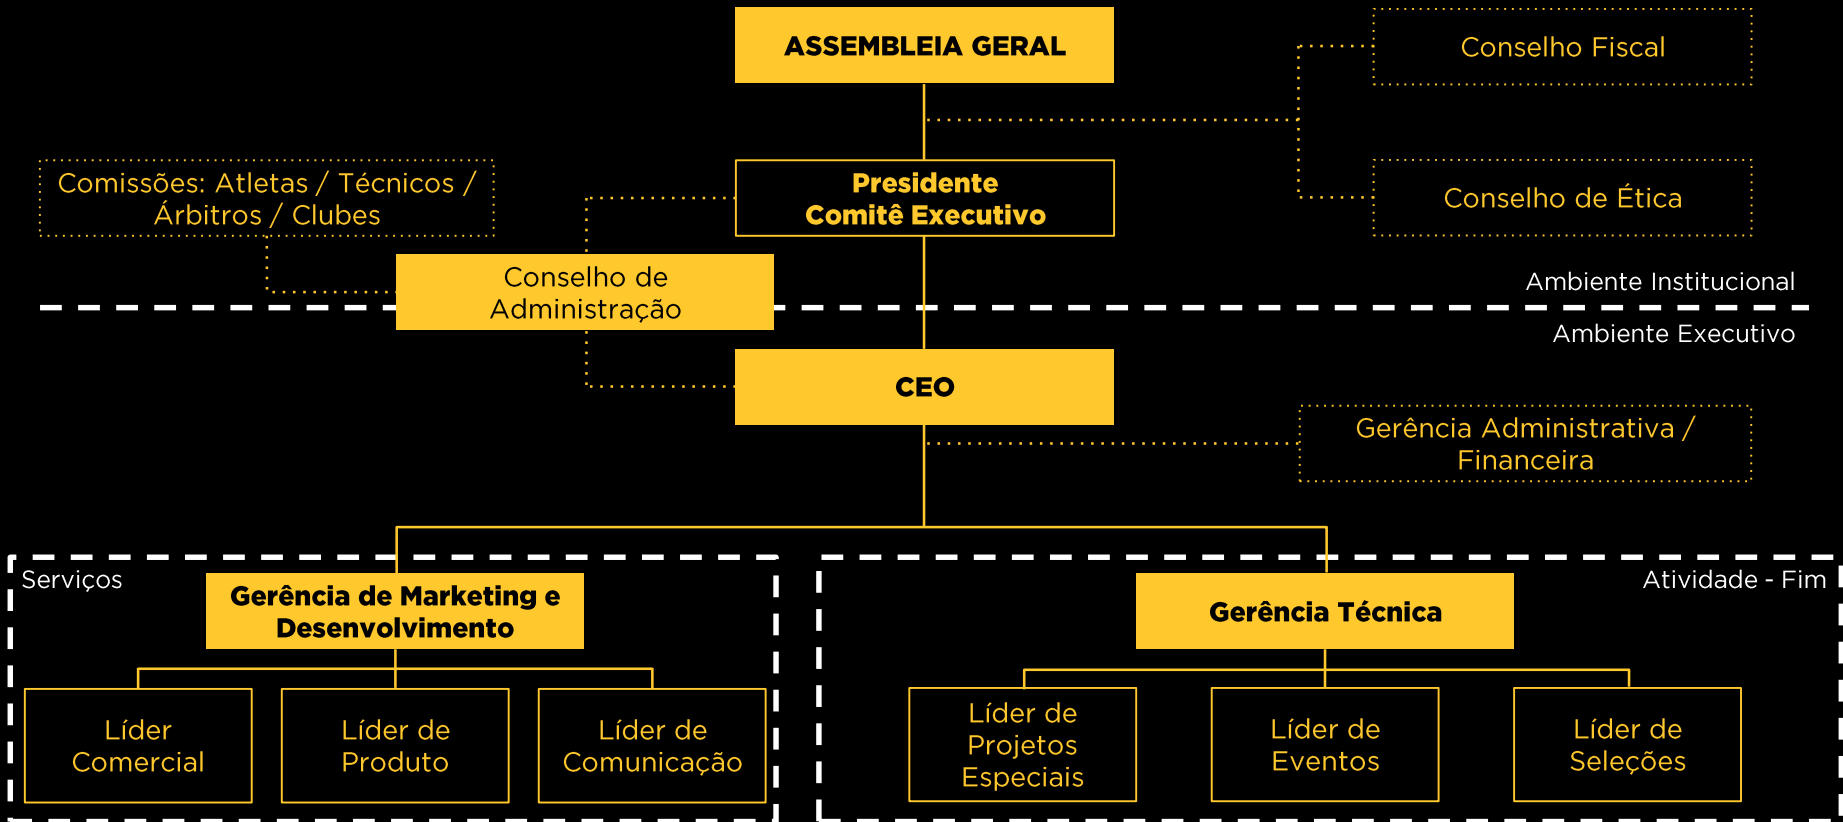 ASSEMBLEIA GERAL
Conselho Fiscal
Comissões: Atletas / Técnicos /
Árbitros / Clubes
Presidente
Comitê Executivo
Conselho de Ética
Conselho de
Administração
Ambiente Institucional
Ambiente Executivo
CEO
Gerência Administrativa /
Financeira
Serviços
Gerência de Marketing e
Desenvolvimento
Líder
Comercial
Líder de
Produto
Líder de
Comunicação
Atividade - Fim
Gerência Técnica
Líder de
Projetos
Especiais
Líder de
Eventos
Líder de
Seleções